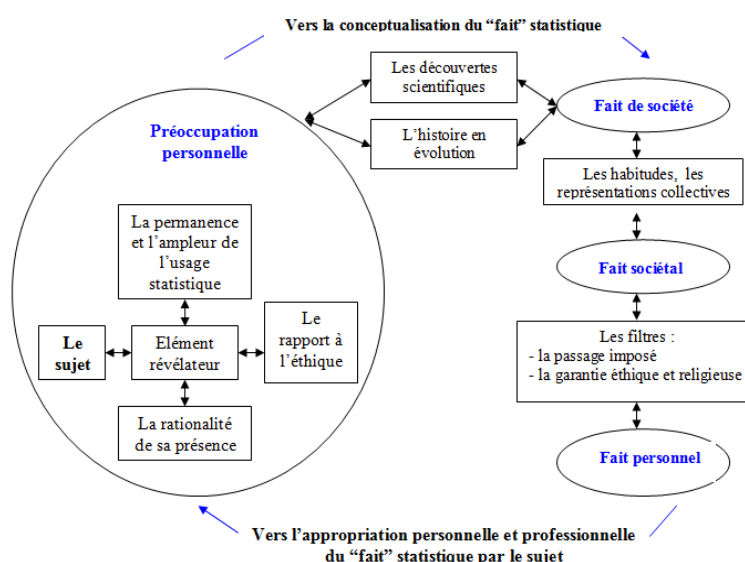 Vers la conceptualisation du “fait” statistique
Préoccupation
personnelle
Les découvertes
scientifiques
L’histoire en
évolution
Fait de société
Les habitudes, les
représentations collectives
Fait sociétal
Les filtres :
- la passage imposé
- la garantie éthique et religieuse
Fait personnel
La permanence
et l’ampleur de
l’usage
statistique
Le
sujet
Elément
révélateur
Le
rapport à
l’éthique
La rationalité
de sa présence
Vers l’appropriation personnelle et professionnelle
du “fait” statistique par le sujet